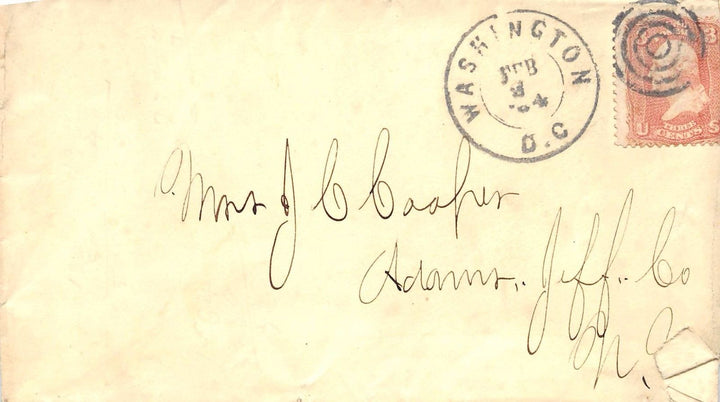 WASHINGTON D.C
FEB
THREE
CENTS
U S
Mrs J C Cooper
Adams, Jeff. Co
N.